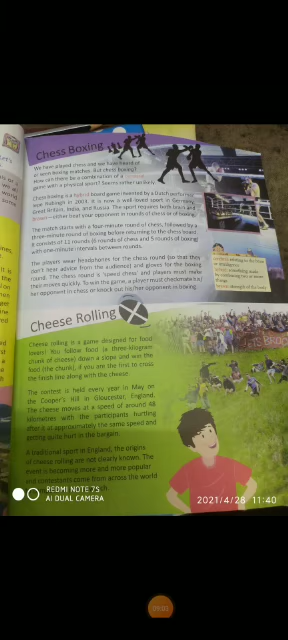 Chess Boxing
We have played chess and we have heard of
or seen boxing matches. But chess boxing?
How can there be a combination of a
game with a physical sport? Seems rather unlikely.
Chess boxing is a hybrid board game invented by a Dutch performing
in 2003. It is now a well-loved sport in Germany,
Great Britain, India, and Russia. The sport requires both brain and
either beat your opponent in rounds of chess or of boxing.
The match starts with a four-minute round of chess, followed by a
three-minute round of boxing before returning to the chess board.
It consists of 11 rounds (6 rounds of chess and 5 rounds of boxing)
with one-minute intervals between rounds.
The players wear headphones for the chess round (so that they
don't hear advice from the audience) and gloves for the boxing
round. The chess round is 'speed chess' and players must make
their moves quickly. To win the game, a player must checkmate his/
her opponent in chess or knock out his/her opponent in boxing.
Cheese Rolling
Cheese rolling is a game designed for food
lovers! You follow food (a three-kilogram
chunk of cheese) down a slope and win the
food (the chunk), if you are the first to cross
the finish line along with the cheese!
The contest is held every year in May on
the Cooper's Hill in Gloucester, England.
The cheese moves at a speed of around 48
kilometres with the participants hurtling
after it at approximately the same speed and
getting quite hurt in the bargain.
A traditional sport in England, the origins
of cheese rolling are not clearly known. The
event is becoming more and more popular
and contestants come from across the world
REDMI NOTE 7S
AI DUAL CAMERA
2021/4/28 11:40